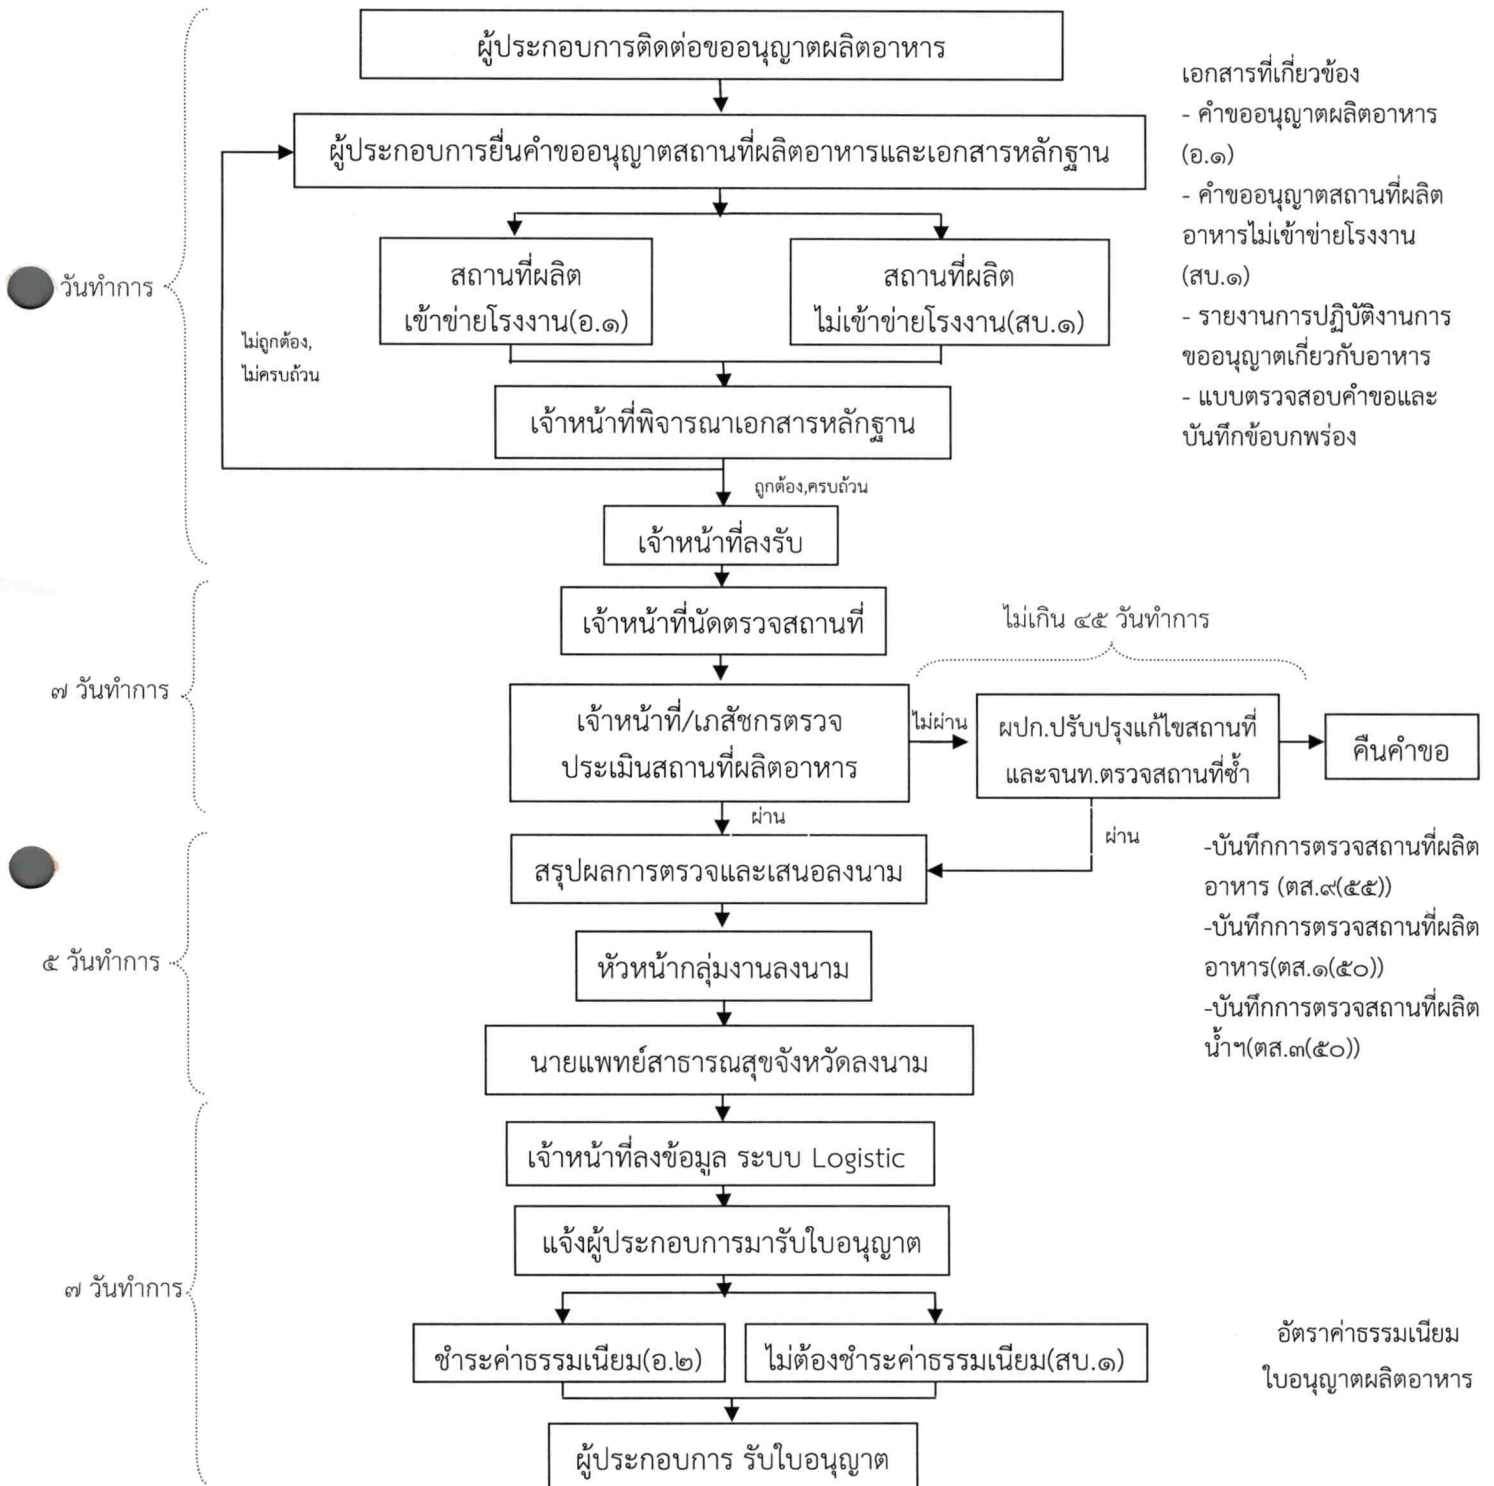 ผู้ประกอบการติดต่อขออนุญาตผลิตอาหาร
ผู้ประกอบการยื่นคำขออนุญาตสถานที่ผลิตอาหารและเอกสารหลักฐาน
เอกสารที่เกี่ยวข้อง
- คำขออนุญาตผลิตอาหาร
(อ.๑)
- คำขออนุญาตสถานที่ผลิต
อาหารไม่เข้าข่ายโรงงาน
(สบ.๑)
- รายงานการปฏิบัติงานการ
ขออนุญาตเกี่ยวกับอาหาร
- แบบตรวจสอบคำขอและ
บันทึกข้อบกพร่อง
วันทำการ
สถานที่ผลิต
เข้าข่ายโรงงาน(อ.๑)
สถานที่ผลิต
ไม่เข้าข่ายโรงงาน(สบ.๑)
ไม่ถูกต้อง,
ไม่ครบถ้วน
เจ้าหน้าที่พิจารณาเอกสารหลักฐาน
ถูกต้อง,ครบถ้วน
เจ้าหน้าที่ลงรับ
เจ้าหน้าที่นัดตรวจสถานที่
ไม่เกิน ๔๕ วันทำการ
๗ วันทำการ
เจ้าหน้าที่/เภสัชกรตรวจ
ประเมินสถานที่ผลิตอาหาร
ไม่ผ่าน
ผปก.ปรับปรุงแก้ไขสถานที่
และจนท.ตรวจสถานที่ซ้ำ
คืนคำขอ
ผ่าน
ผ่าน
สรุปผลการตรวจและเสนอลงนาม
-บันทึกการตรวจสถานที่ผลิต
อาหาร (ตส.๙(๕๕))
-บันทึกการตรวจสถานที่ผลิต
อาหาร(ตส.๑(๕๐))
-บันทึกการตรวจสถานที่ผลิต
น้ำฯ(ตส.๓(๕๐))
๕ วันทำการ
หัวหน้ากลุ่มงานลงนาม
นายแพทย์สาธารณสุขจังหวัดลงนาม
เจ้าหน้าที่ลงข้อมูล ระบบ Logistic
แจ้งผู้ประกอบการมารับใบอนุญาต
๗ วันทำการ
ชำระค่าธรรมเนียม(อ.๒)
ไม่ต้องชำระค่าธรรมเนียม(สบ.๑)
อัตราค่าธรรมเนียม
ใบอนุญาตผลิตอาหาร
ผู้ประกอบการ รับใบอนุญาต